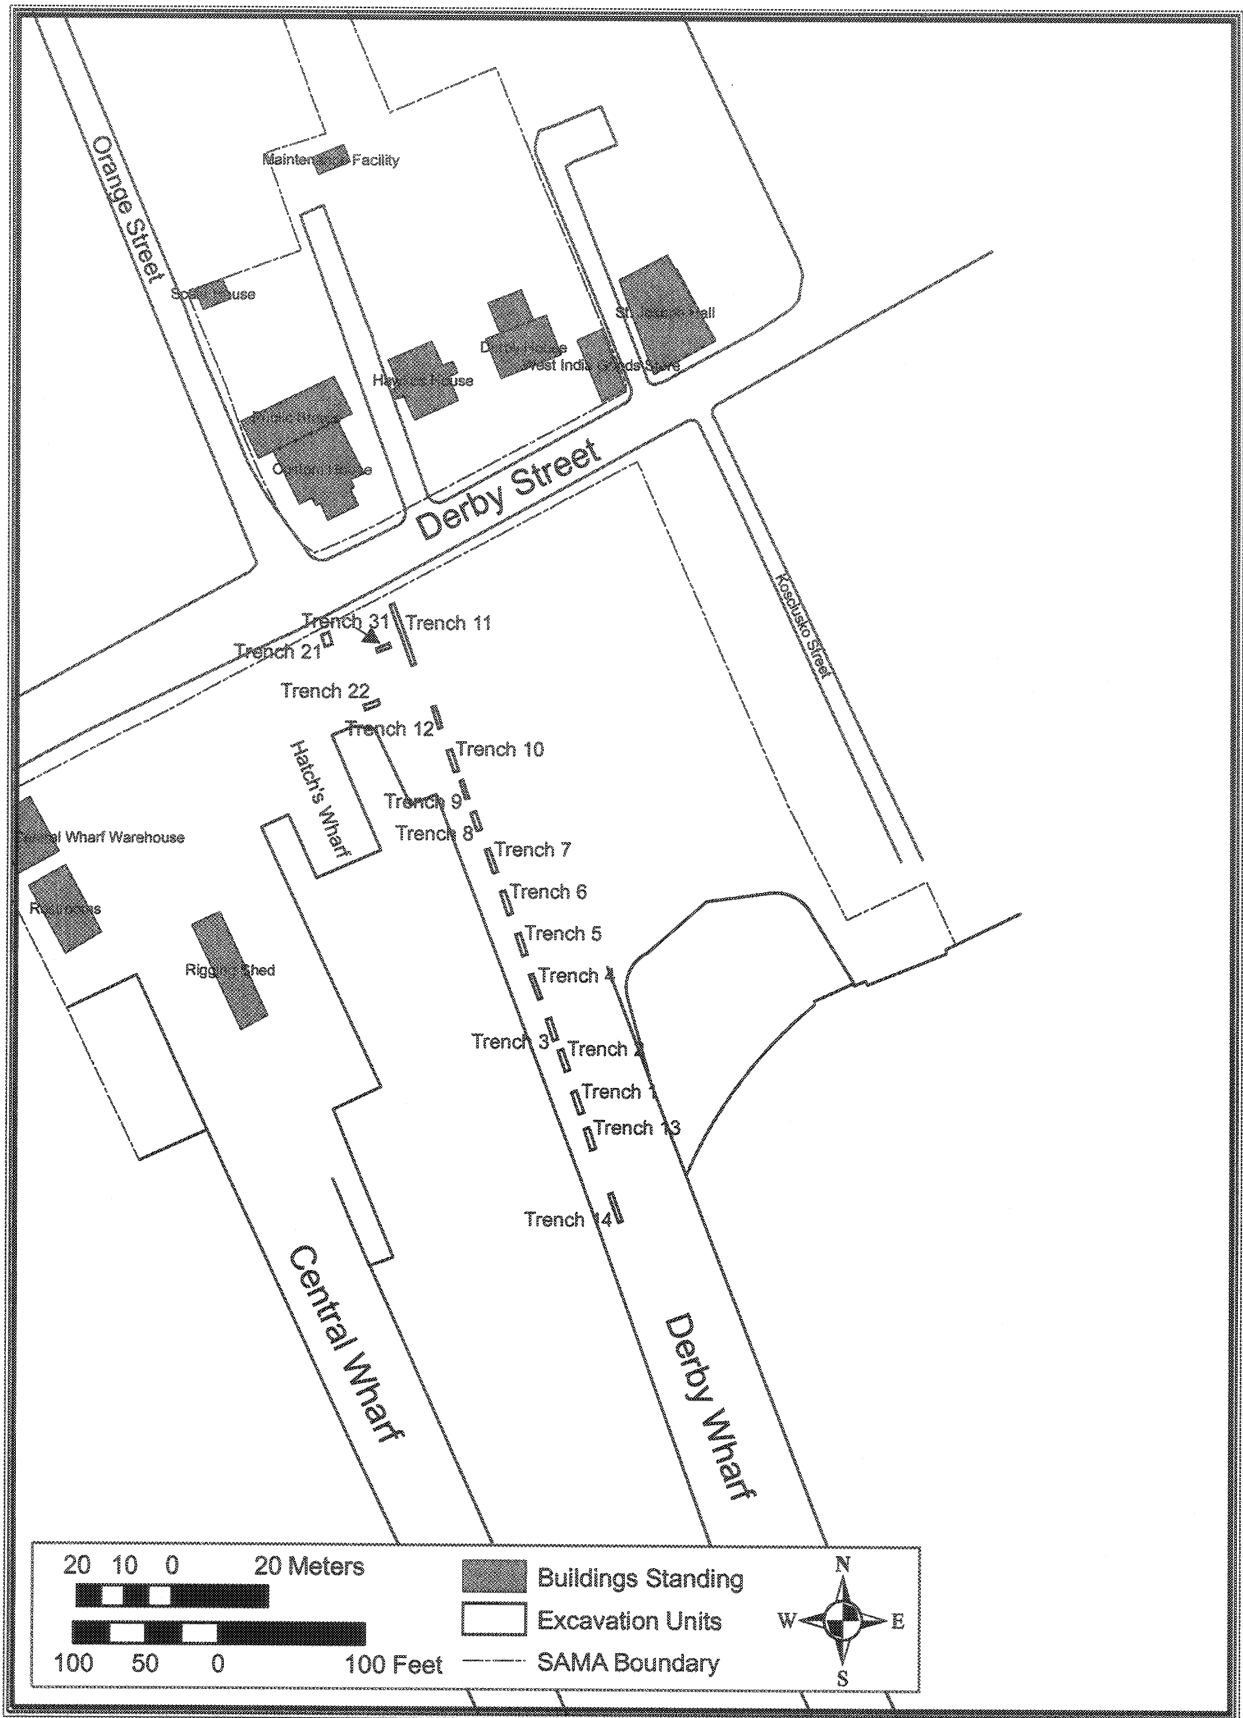 Orange Street
Maintenance Facility
Scale House
St. Joseph Hall
Derby House
West India Goods Store
Hawkes House
Public Stores
Custom House
Derby Street
Kosciusko Street
Trench 31
Trench 11
Trench 21
Trench 22
Trench 12
Trench 10
Hatch's Wharf
Trench 9
Trench 8
Central Wharf Warehouse
Trench 7
Trench 6
Restrooms
Trench 5
Rigging Shed
Trench 4
Trench 3
Trench 2
Trench 1
Trench 13
Trench 14
Central Wharf
Derby Wharf
20 10 0 20 Meters
100 50 0 100 Feet
Buildings Standing
Excavation Units
SAMA Boundary
N
W E
S